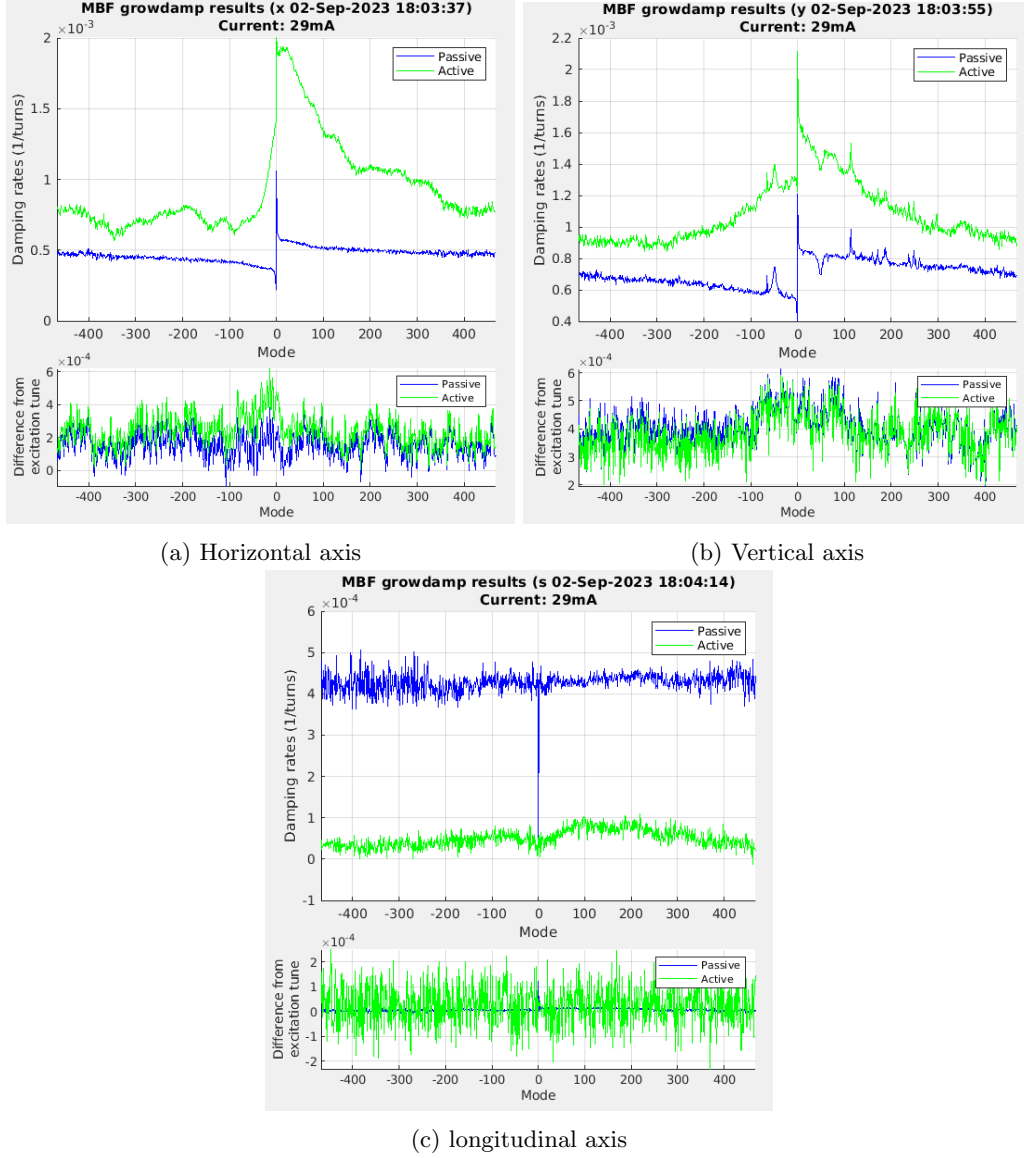 MBF growdamp results (x 02-Sep-2023 18:03:37)
Current: 29mA
×10⁻³
2
1.5
1
0.5
0
Damping rates (1/turns)
Passive
Active
-400 -300 -200 -100 0 100 200 300 400
Mode
×10⁻⁴
6
4
2
0
Difference from
excitation tune
Passive
Active
-400 -300 -200 -100 0 100 200 300 400
Mode
(a) Horizontal axis
MBF growdamp results (y 02-Sep-2023 18:03:55)
Current: 29mA
×10⁻³
2.2
2
1.8
1.6
1.4
1.2
1
0.8
0.6
0.4
Damping rates (1/turns)
Passive
Active
-400 -300 -200 -100 0 100 200 300 400
Mode
×10⁻⁴
6
5
4
3
2
Difference from
excitation tune
Passive
Active
-400 -300 -200 -100 0 100 200 300 400
Mode
(b) Vertical axis
MBF growdamp results (s 02-Sep-2023 18:04:14)
Current: 29mA
×10⁻⁴
6
5
4
3
2
1
0
-1
Damping rates (1/turns)
Passive
Active
-400 -300 -200 -100 0 100 200 300 400
Mode
×10⁻⁴
2
1
0
-1
-2
Difference from
excitation tune
Passive
Active
-400 -300 -200 -100 0 100 200 300 400
Mode
(c) longitudinal axis